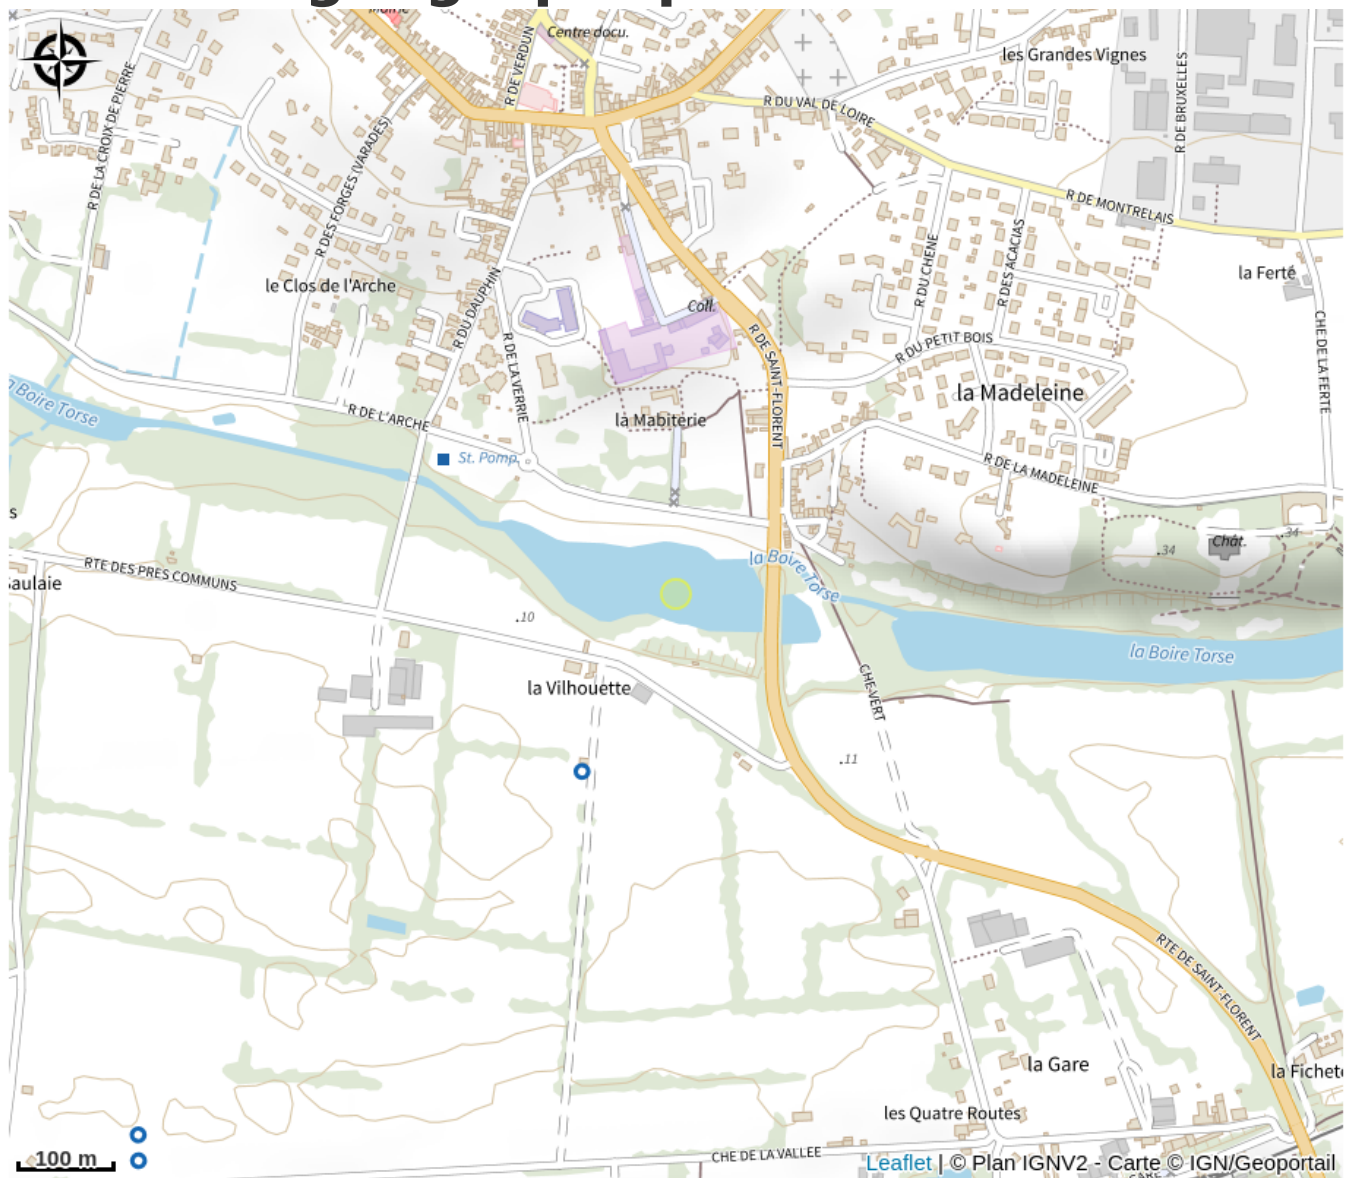 Mairie
Centre docu.
les Grandes Vignes
R DE VERDUN
R DE BRUXELLES
R DE LA CROIX DE PIERRE
R DU VAL DE LOIRE
R DES FORGES (VARADES)
R DE MONTRELAIS
R DU CHENE
R DES ACACIAS
la Ferté
le Clos de l'Arche
R DU DAUPHIN
Coll.
R DE LA VERRIE
R DE SAINT-FLORENT
R DU PETIT BOIS
CHE DE LA FERTE
la Madeleine
Boire Torse
R DE L'ARCHE
la Mabiterie
St. Pomp.
R DE LA MADELEINE
s
Chât.
34
34
la Boire Torse
RTE DES PRES COMMUNS
Saulaie
10
la Boire Torse
la Vilhouette
CHE VERT
11
RTE DE SAINT-FLORENT
la Gare
la Fichet
les Quatre Routes
CHE DE LA VALLEE
100 m
Leaflet | © Plan IGNV2 - Carte © IGN/Geoportail